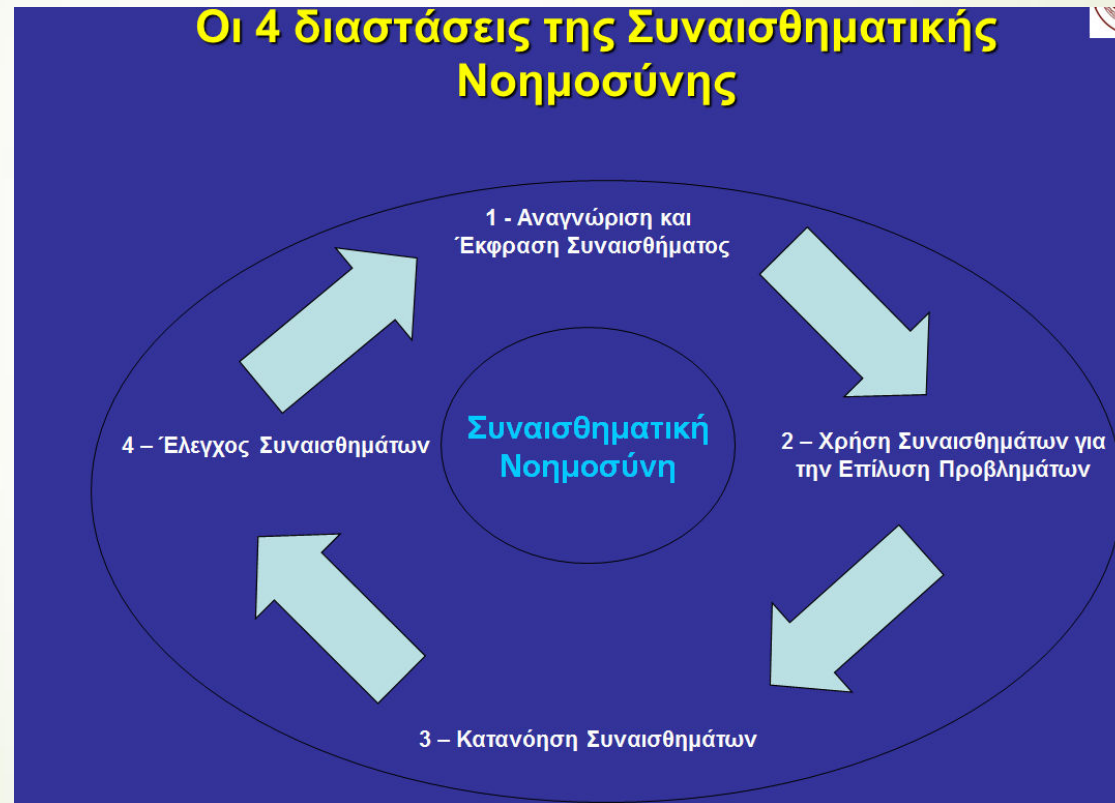 Οι 4 διαστάσεις της Συναισθηματικής
Νοημοσύνης
1 - Αναγνώριση και
Έκφραση Συναισθήματος
2 – Χρήση Συναισθημάτων για
την Επίλυση Προβλημάτων
3 – Κατανόηση Συναισθημάτων
4 – Έλεγχος Συναισθημάτων
Συναισθηματική
Νοημοσύνη